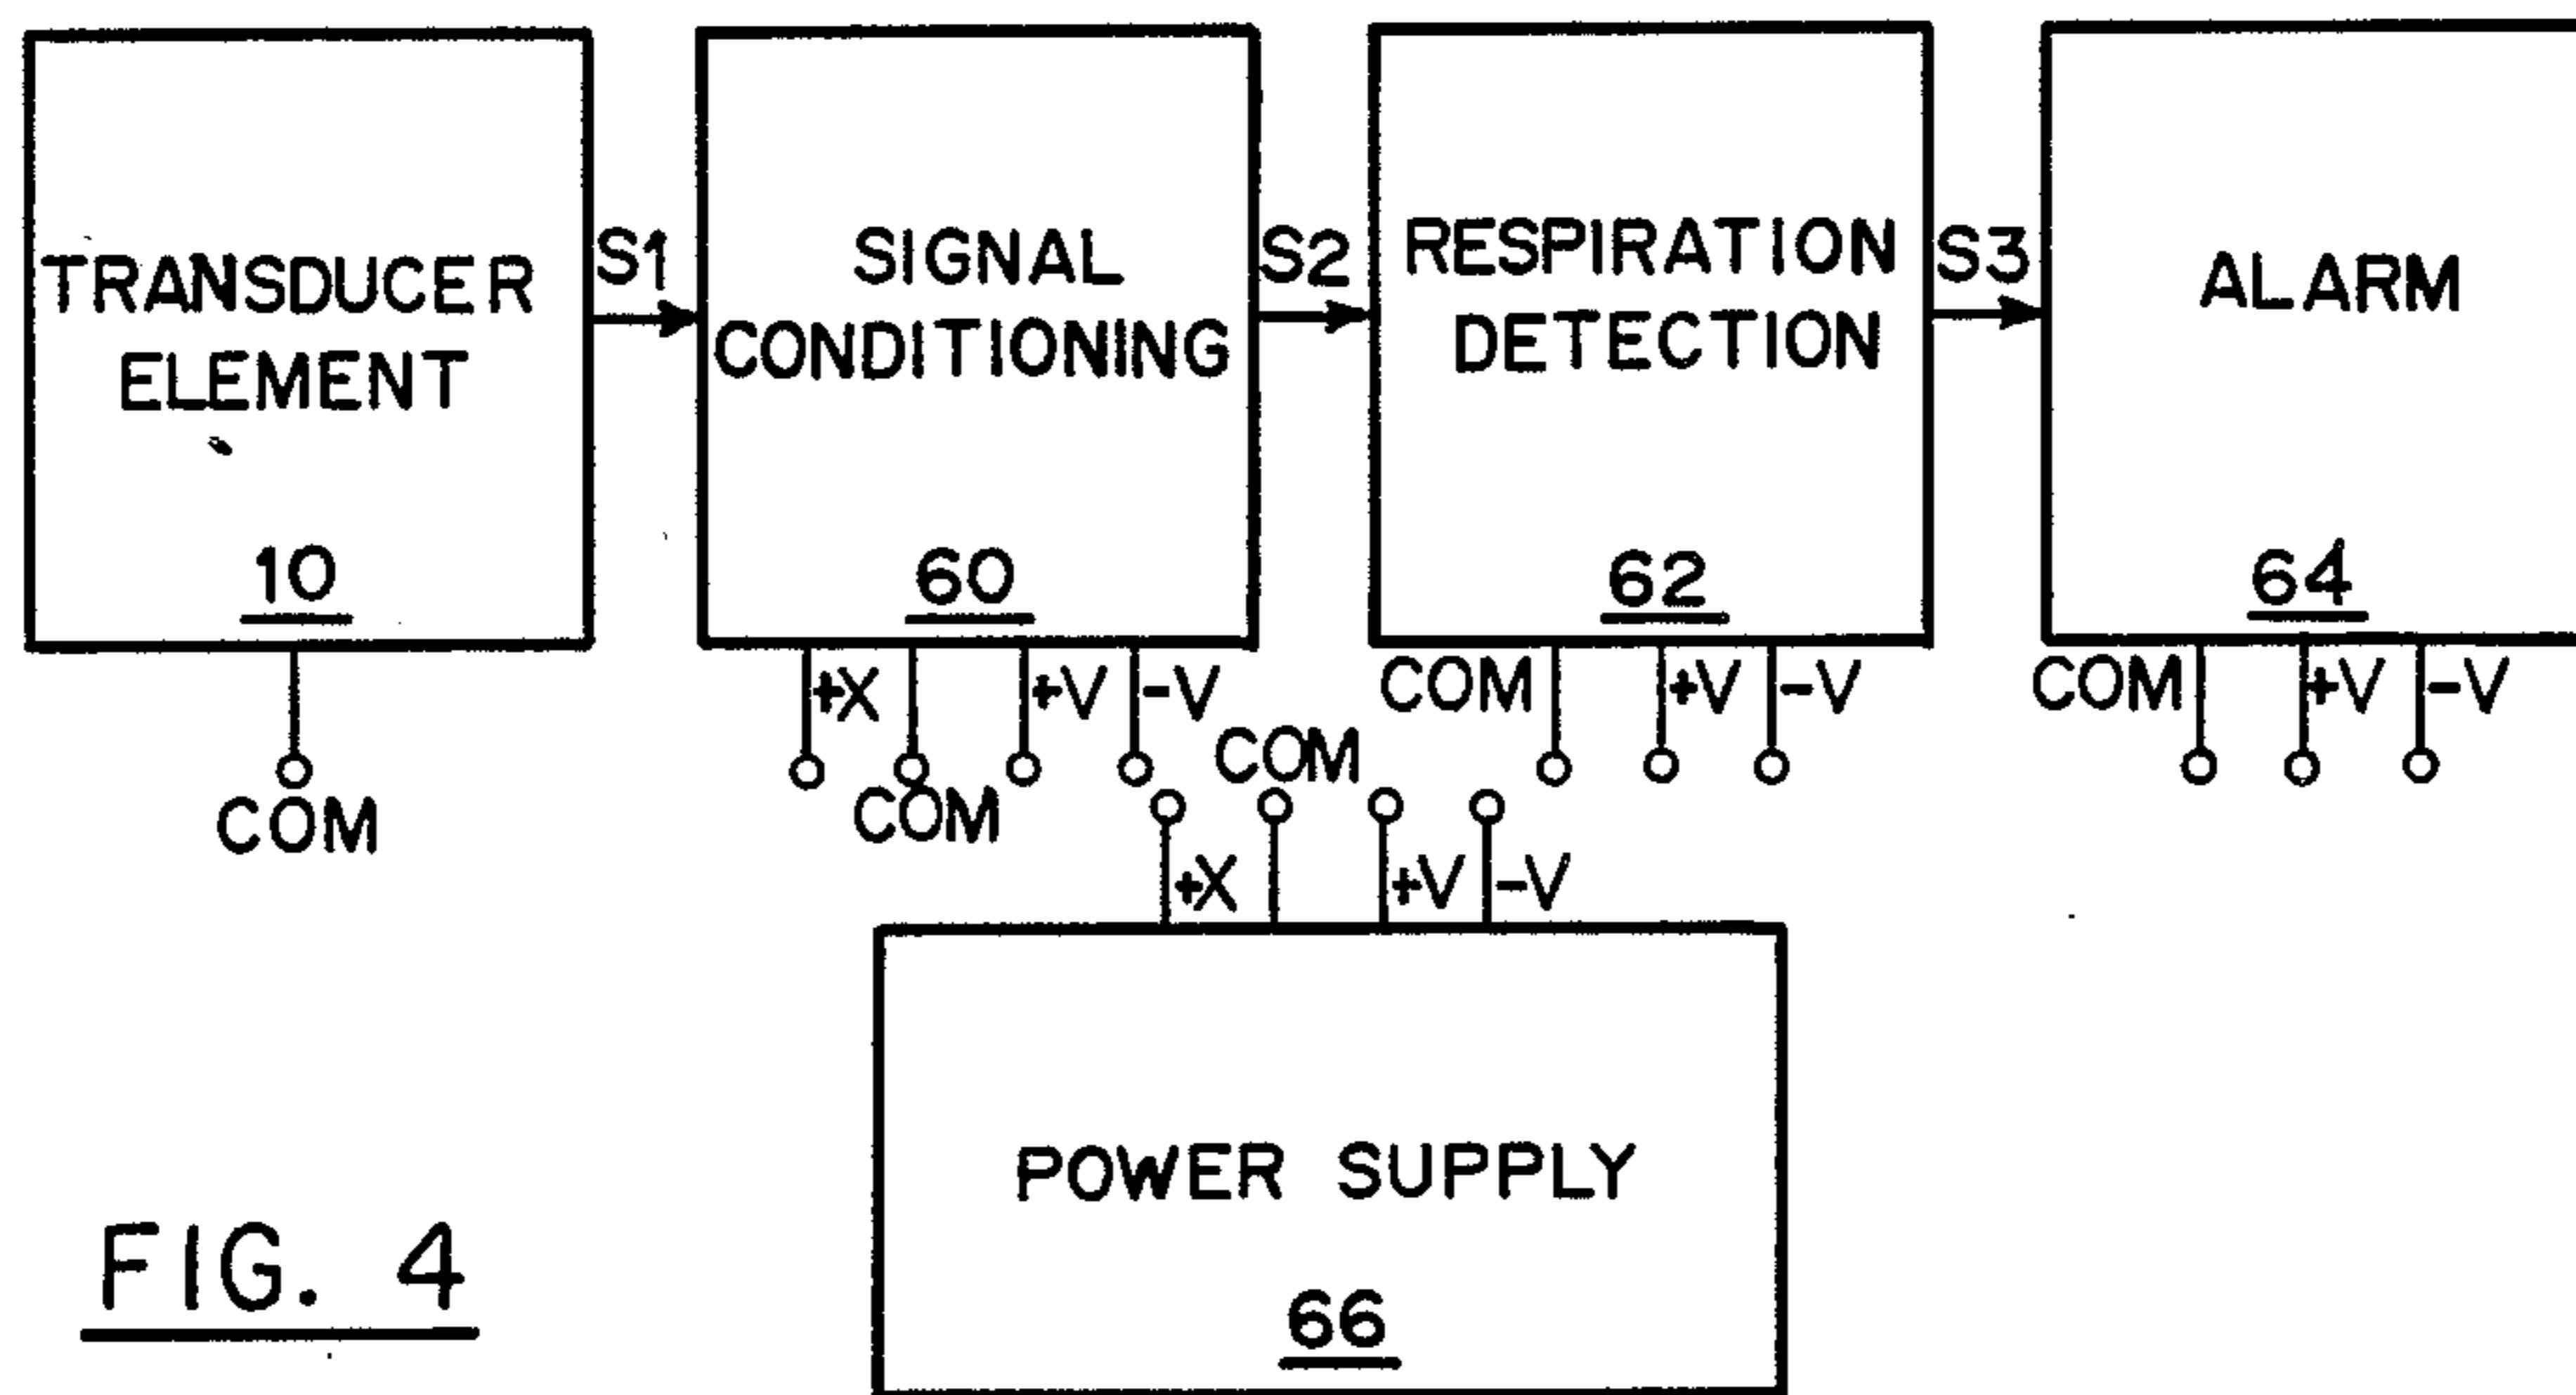 TRANSDUCER
ELEMENT
10
COM
S1
SIGNAL
CONDITIONING
60
+X
COM
+V
-V
S2
RESPIRATION
DETECTION
62
COM
+V
-V
S3
ALARM
64
COM
+V
-V
+X
COM
+V
-V
POWER SUPPLY
66
FIG. 4